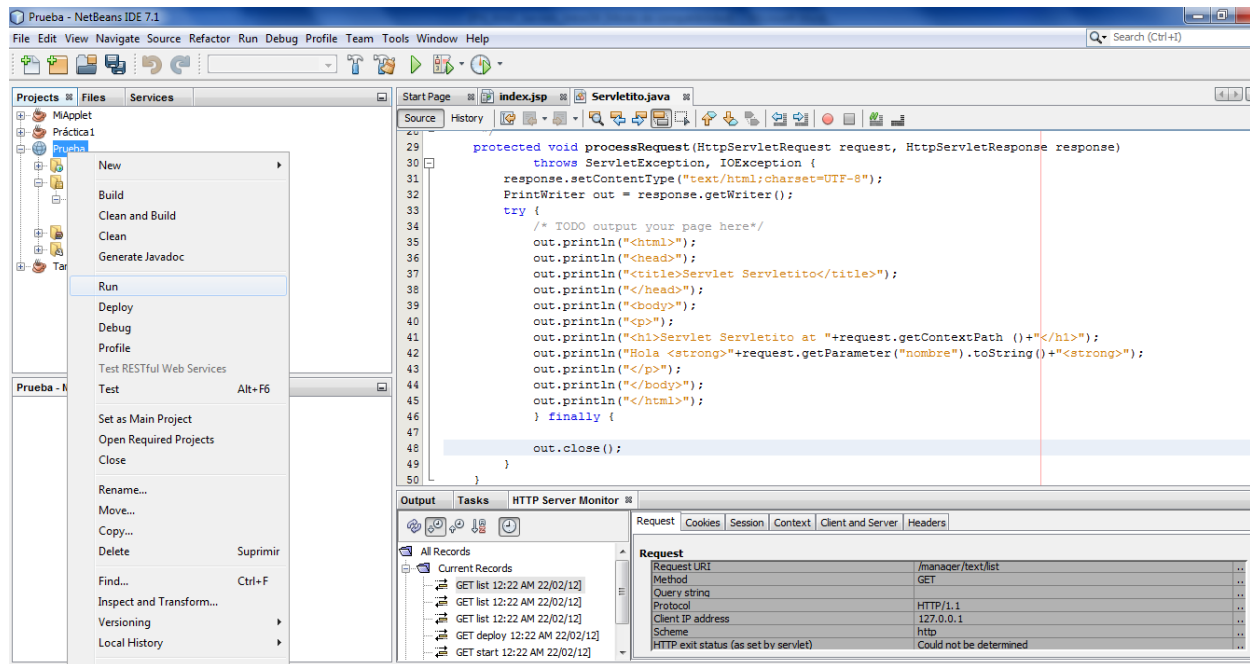 Prueba - NetBeans IDE 7.1
File Edit View Navigate Source Refactor Run Debug Profile Team Tools Window Help
Search (Ctrl+I)
Projects Files Services
MiApplet
Práctica1
Prueba
Tar
New
Build
Clean and Build
Clean
Generate Javadoc
Run
Deploy
Debug
Profile
Test RESTful Web Services
Test Alt+F6
Set as Main Project
Open Required Projects
Close
Rename...
Move...
Copy...
Delete Suprimir
Find... Ctrl+F
Inspect and Transform...
Versioning
Local History
Prueba - N
Start Page index.jsp Servletito.java
Source History
28 */
29 protected void processRequest(HttpServletRequest request, HttpServletResponse response)
30 throws ServletException, IOException {
31 response.setContentType("text/html;charset=UTF-8");
32 PrintWriter out = response.getWriter();
33 try {
34 /* TODO output your page here*/
35 out.println("<html>");
36 out.println("<head>");
37 out.println("<title>Servlet Servletito</title>");
38 out.println("</head>");
39 out.println("<body>");
40 out.println("<p>");
41 out.println("<h1>Servlet Servletito at "+request.getContextPath ()+"</h1>");
42 out.println("Hola <strong>"+request.getParameter("nombre").toString()+"<strong>");
43 out.println("</p>");
44 out.println("</body>");
45 out.println("</html>");
46 } finally {
47
48 out.close();
49 }
50 }
Output Tasks HTTP Server Monitor
All Records
Current Records
GET list 12:22 AM 22/02/12]
GET list 12:22 AM 22/02/12]
GET list 12:22 AM 22/02/12]
GET deploy 12:22 AM 22/02/12]
GET start 12:22 AM 22/02/12]
Request Cookies Session Context Client and Server Headers
Request
Request URI /manager/text/list ..
Method GET ..
Query string ..
Protocol HTTP/1.1 ..
Client IP address 127.0.0.1 ..
Scheme http ..
HTTP exit status (as set by servlet) Could not be determined ..